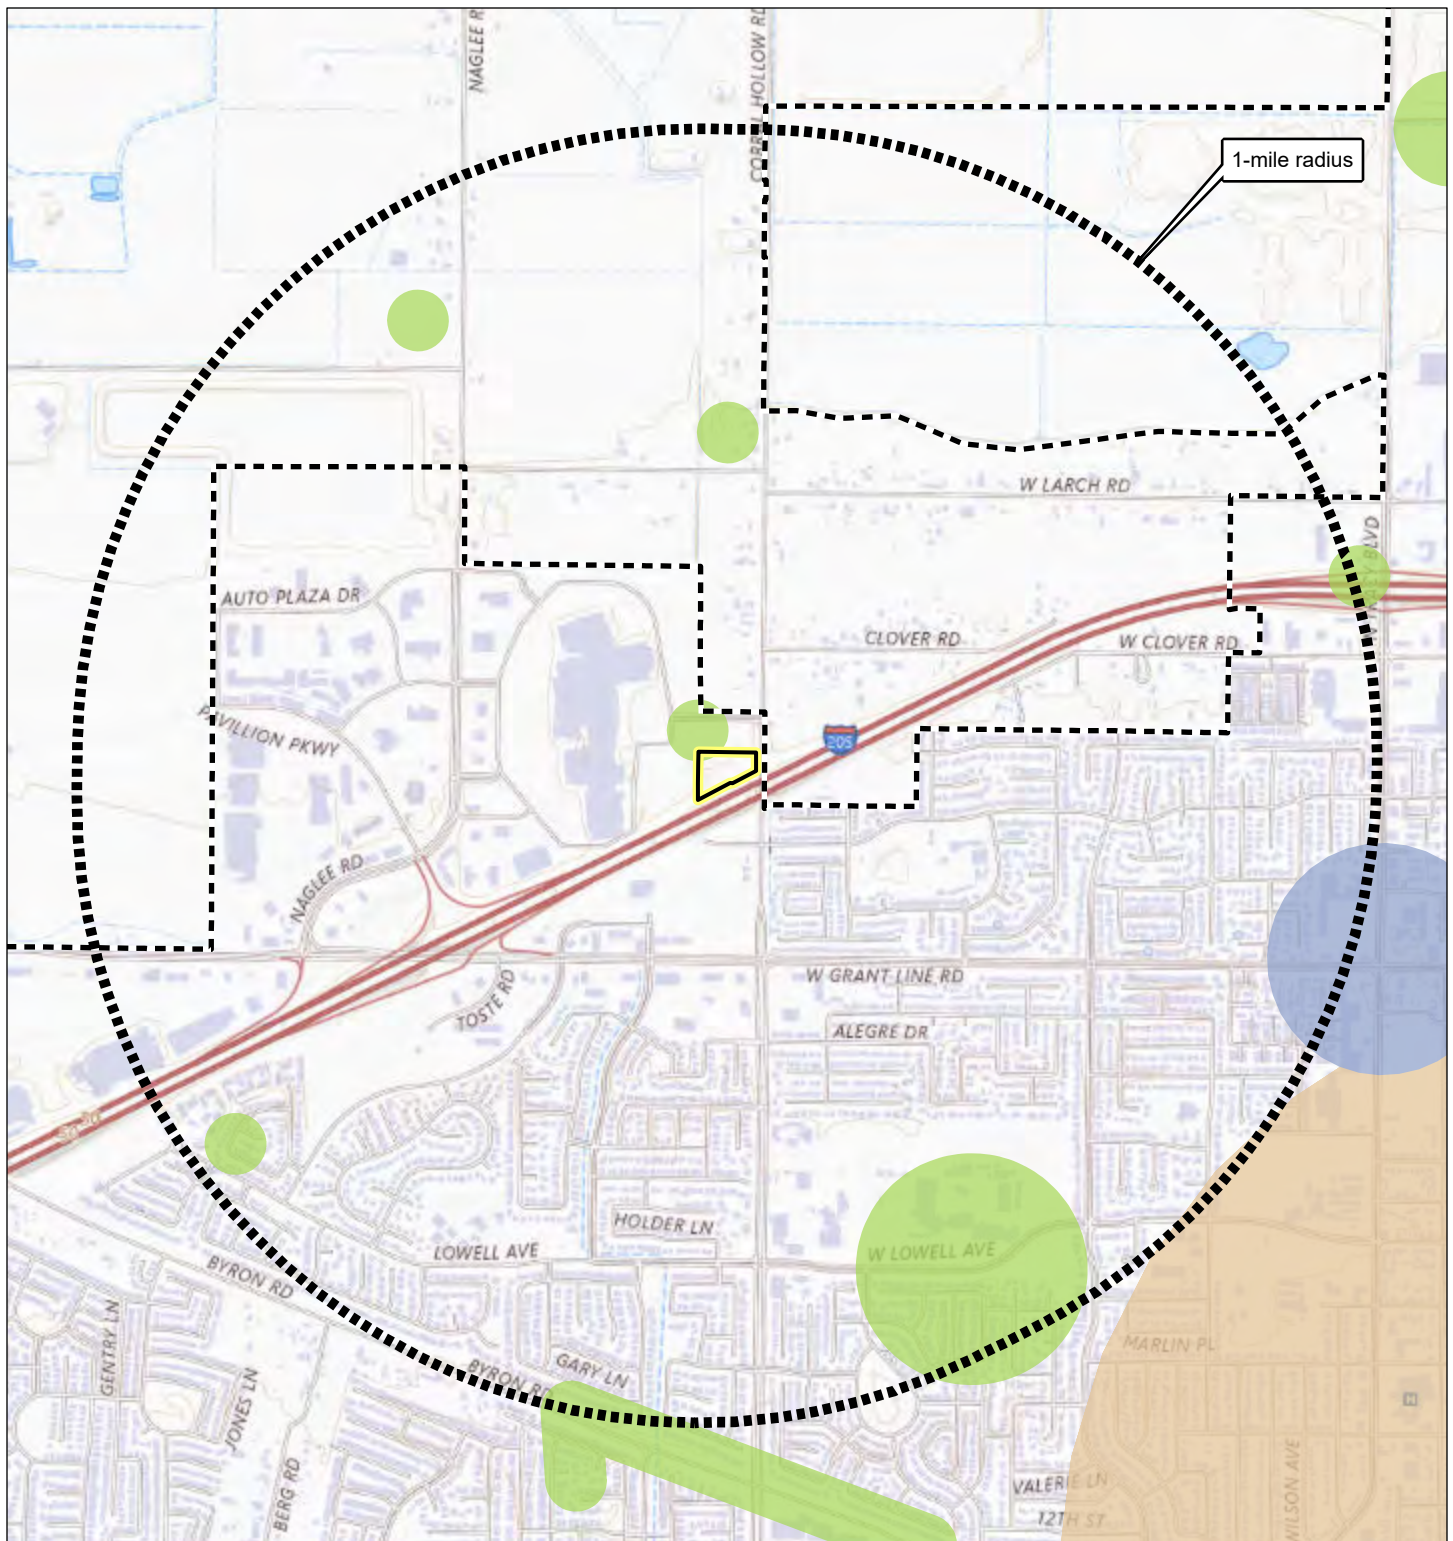 NAGLEE R
CORRAL HOLLOW RD
1-mile radius
W LARCH RD
BLVD
AUTO PLAZA DR
CLOVER RD
W CLOVER RD
PAVILLION PKWY
205
NAGLEE RD
W GRANT LINE RD
TOSTE RD
ALEGRE DR
HOLDER LN
LOWELL AVE
W LOWELL AVE
BYRON RD
GENTRY LN
MARLIN PL
GARY LN
BYRON RD
JONES LN
H
BERG RD
VALERIE LN
WILSON AVE
12TH ST